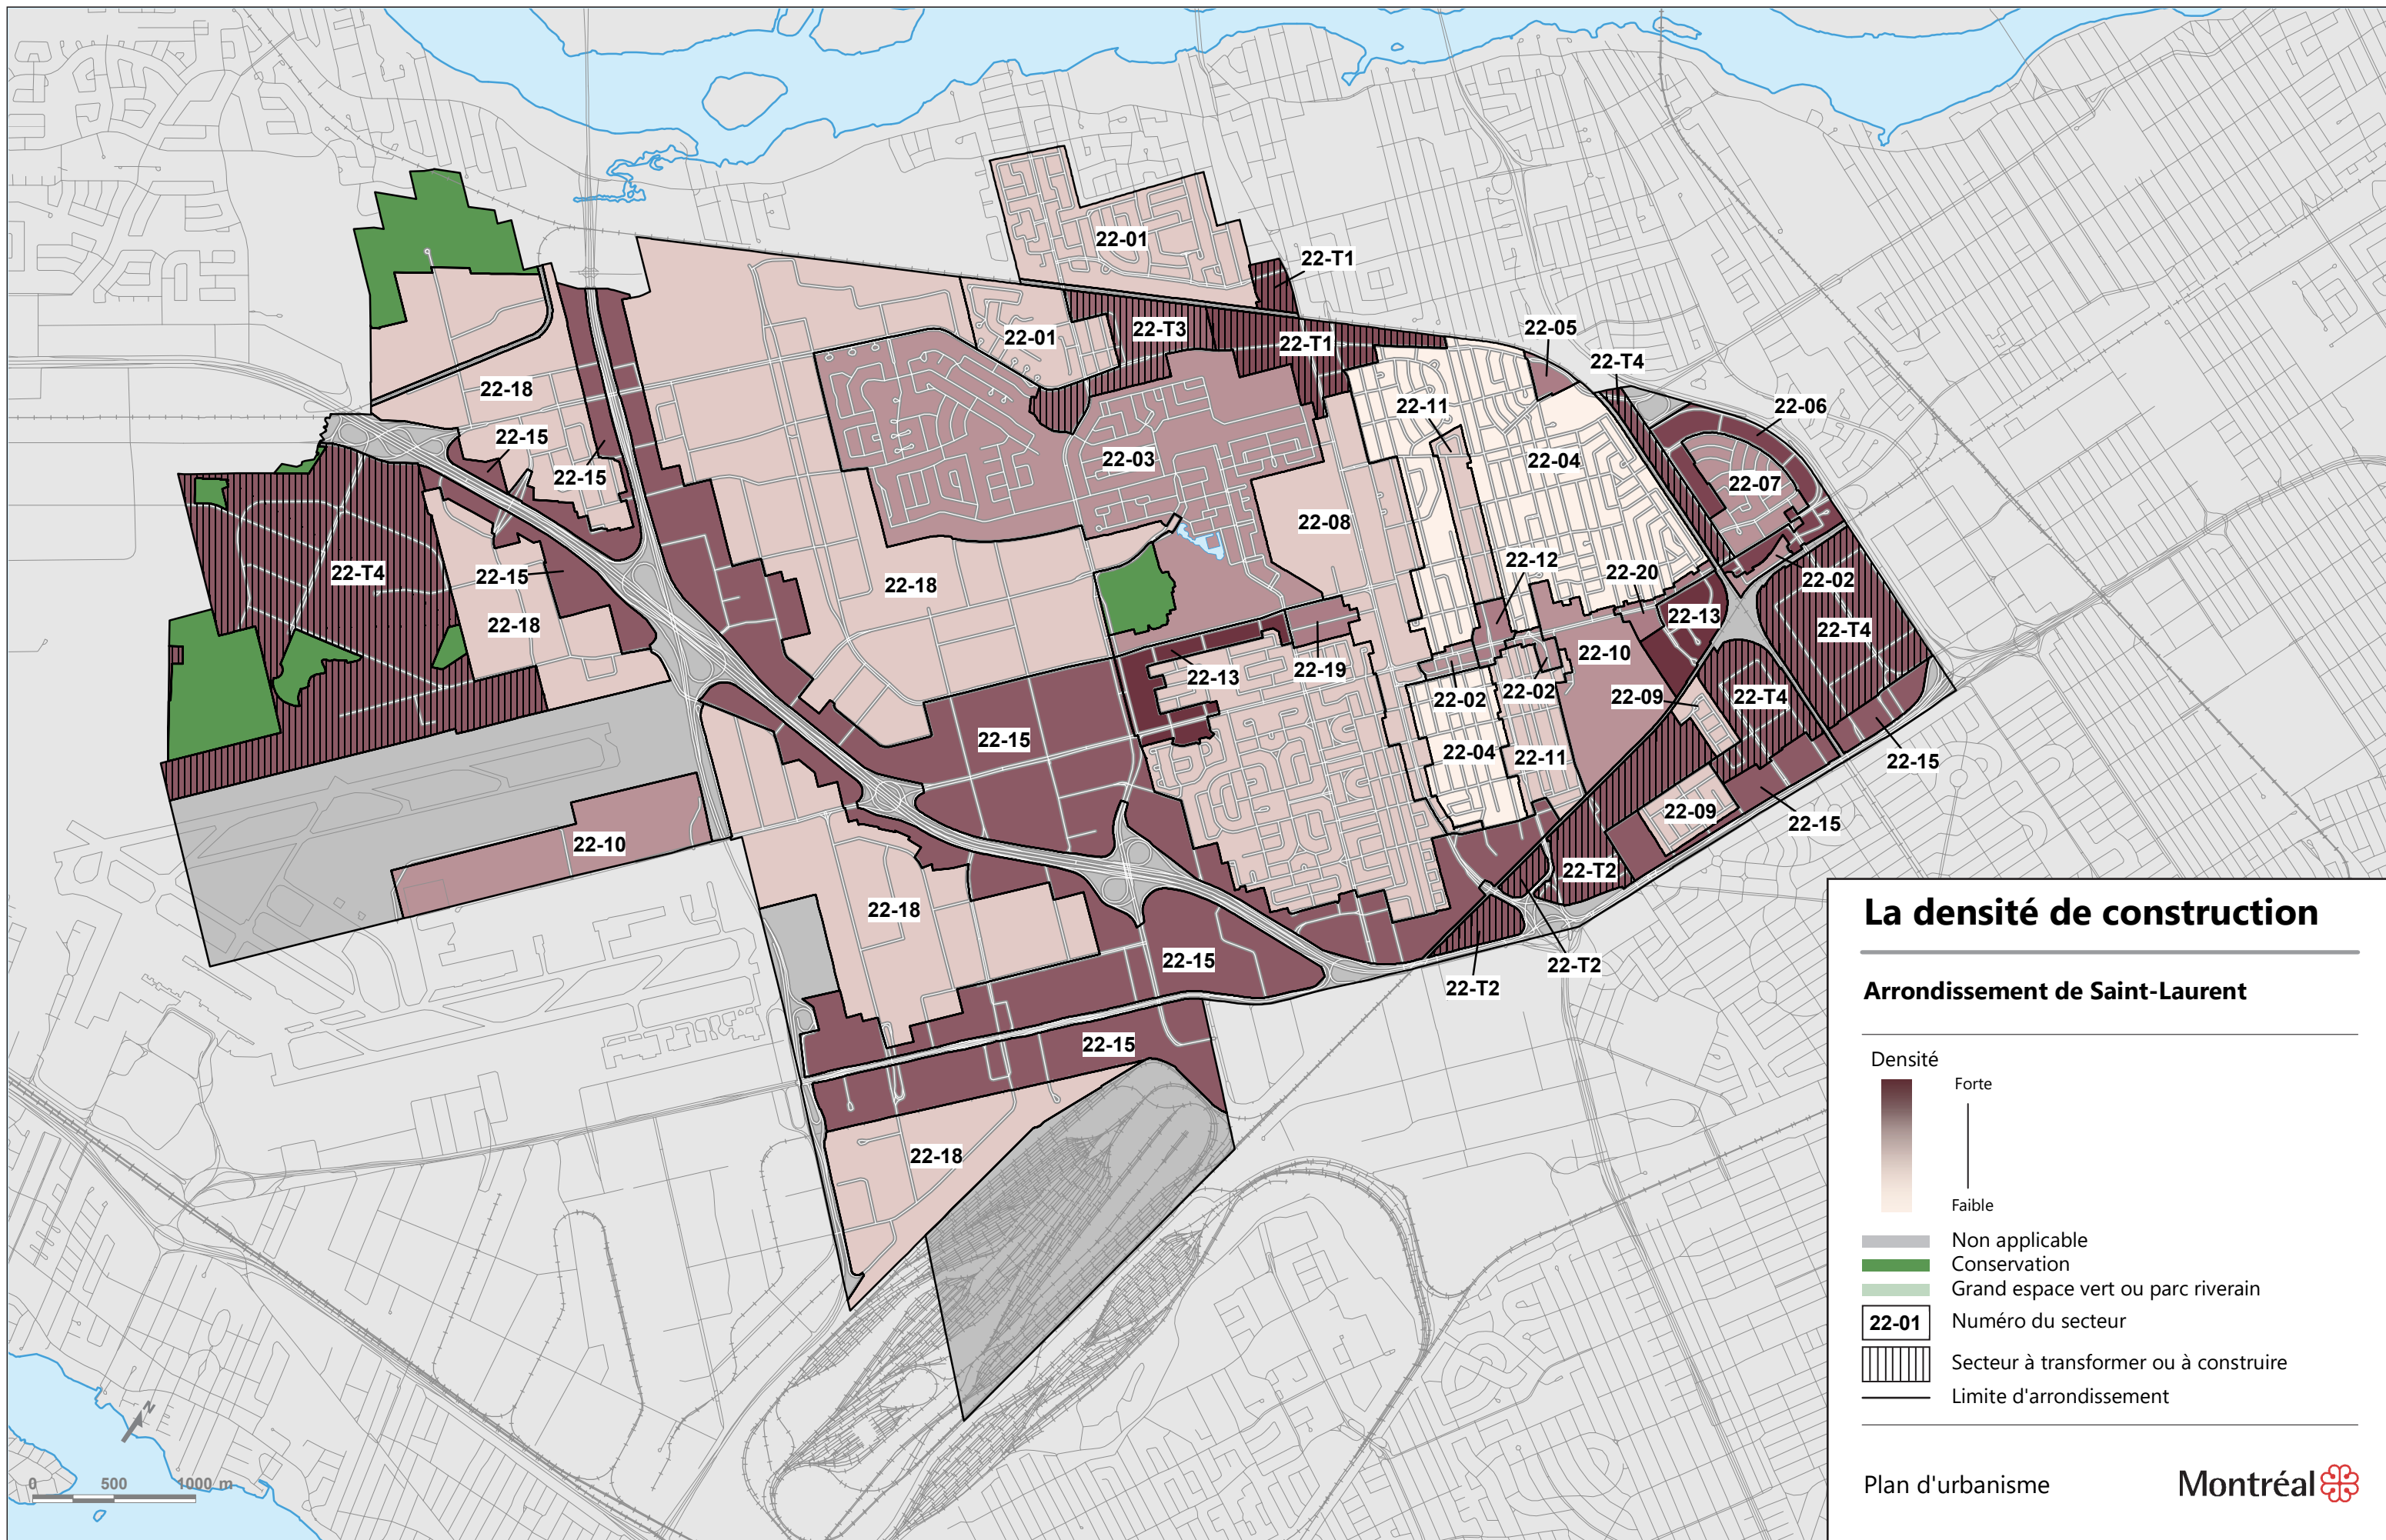 22-01
22-T1
22-05
22-T3
22-01
22-T1
22-T4
22-18
22-11
22-06
22-15
22-03
22-04
22-15
22-07
22-08
22-12
22-T4
22-15
22-18
22-20
22-02
22-18
22-13
22-T4
22-10
22-19
22-13
22-02
22-02
22-09
22-T4
22-15
22-04
22-11
22-15
22-10
22-09
22-15
22-T2
22-18
22-15
22-T2
22-T2
22-15
22-18
La densité de construction
Arrondissement de Saint-Laurent
Densité
Forte
Faible
Non applicable
Conservation
Grand espace vert ou parc riverain
22-01 Numéro du secteur
Secteur à transformer ou à construire
Limite d'arrondissement
Plan d'urbanisme
Montréal
N
0 500 1000 m